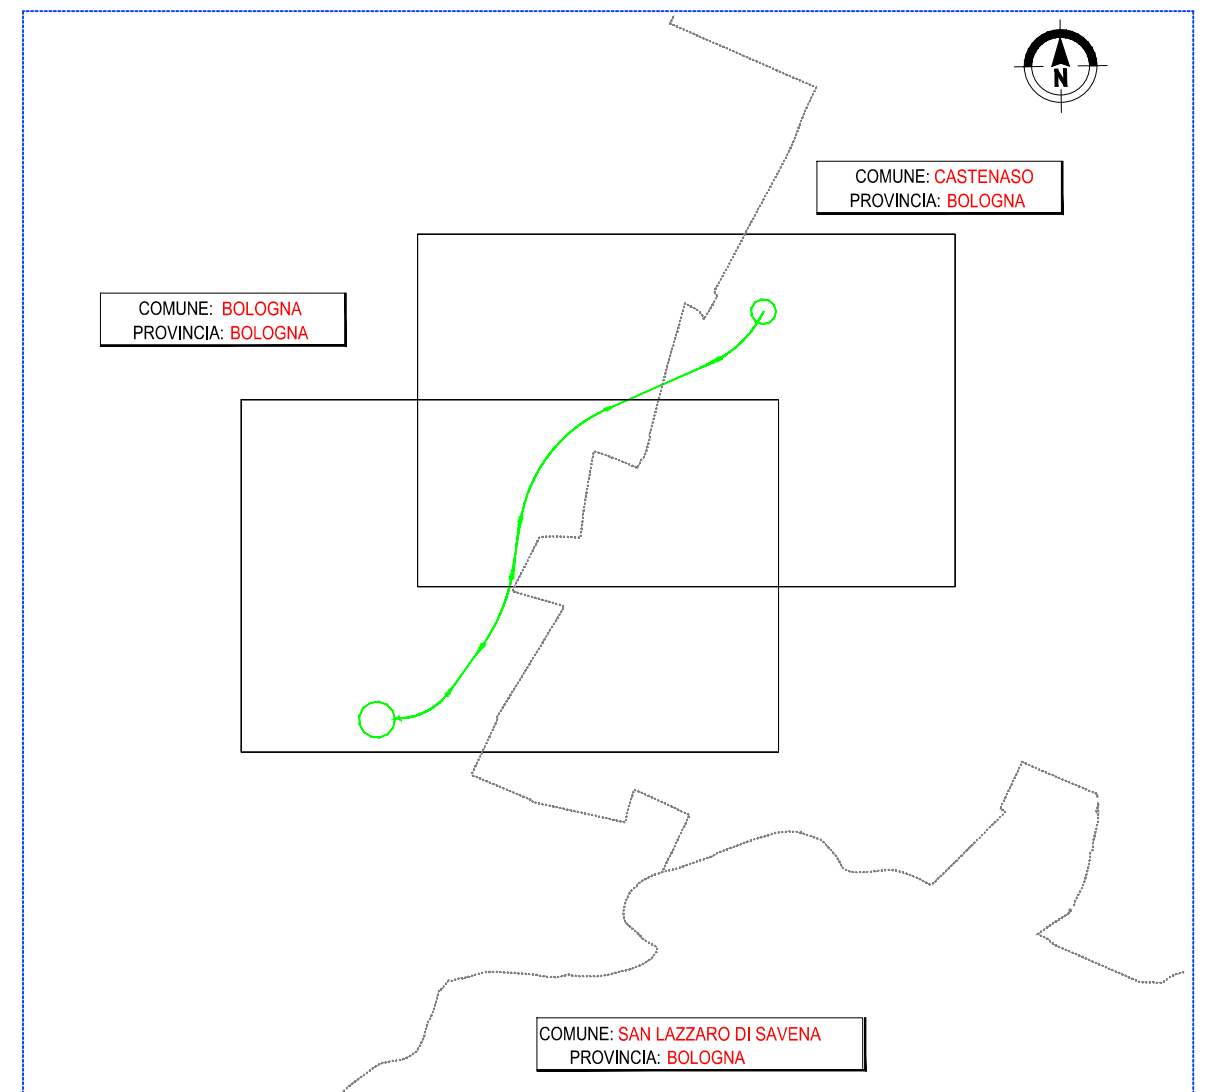 N
COMUNE: CASTENASO
PROVINCIA: BOLOGNA
COMUNE: BOLOGNA
PROVINCIA: BOLOGNA
COMUNE: SAN LAZZARO DI SAVENA
PROVINCIA: BOLOGNA